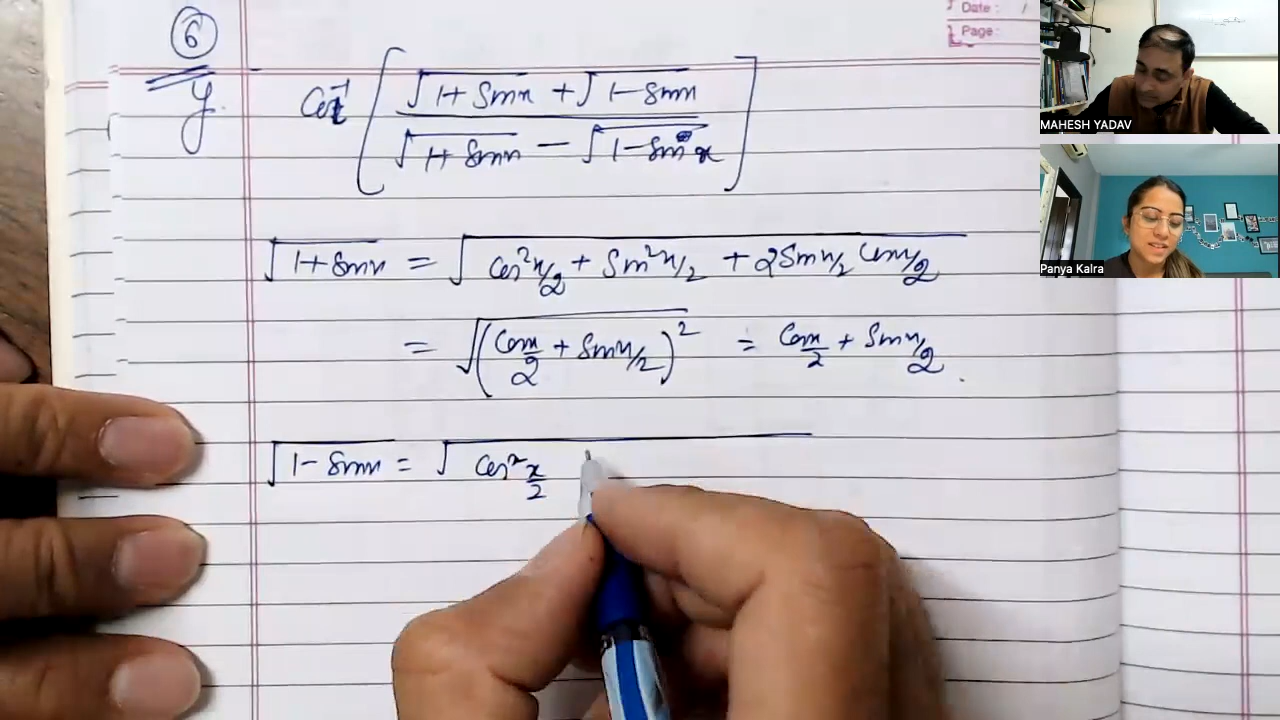 Date :
Page:
⑥
y
Cot⁻¹ [ (√(1+ Sinx) + √(1-Sinx)) / (√(1+ Sinx) − √(1-Sin x)) ]
√(1+Sinx) = √(Cos²x/2 + Sin²x/2 + 2Sinx/2 Cosx/2)
= √((Cosx/2 + Sinx/2)²) = Cosx/2 + Sinx/2 .
√(1- Sinx) = √(Cos² x/2
MAHESH YADAV
Panya Kalra